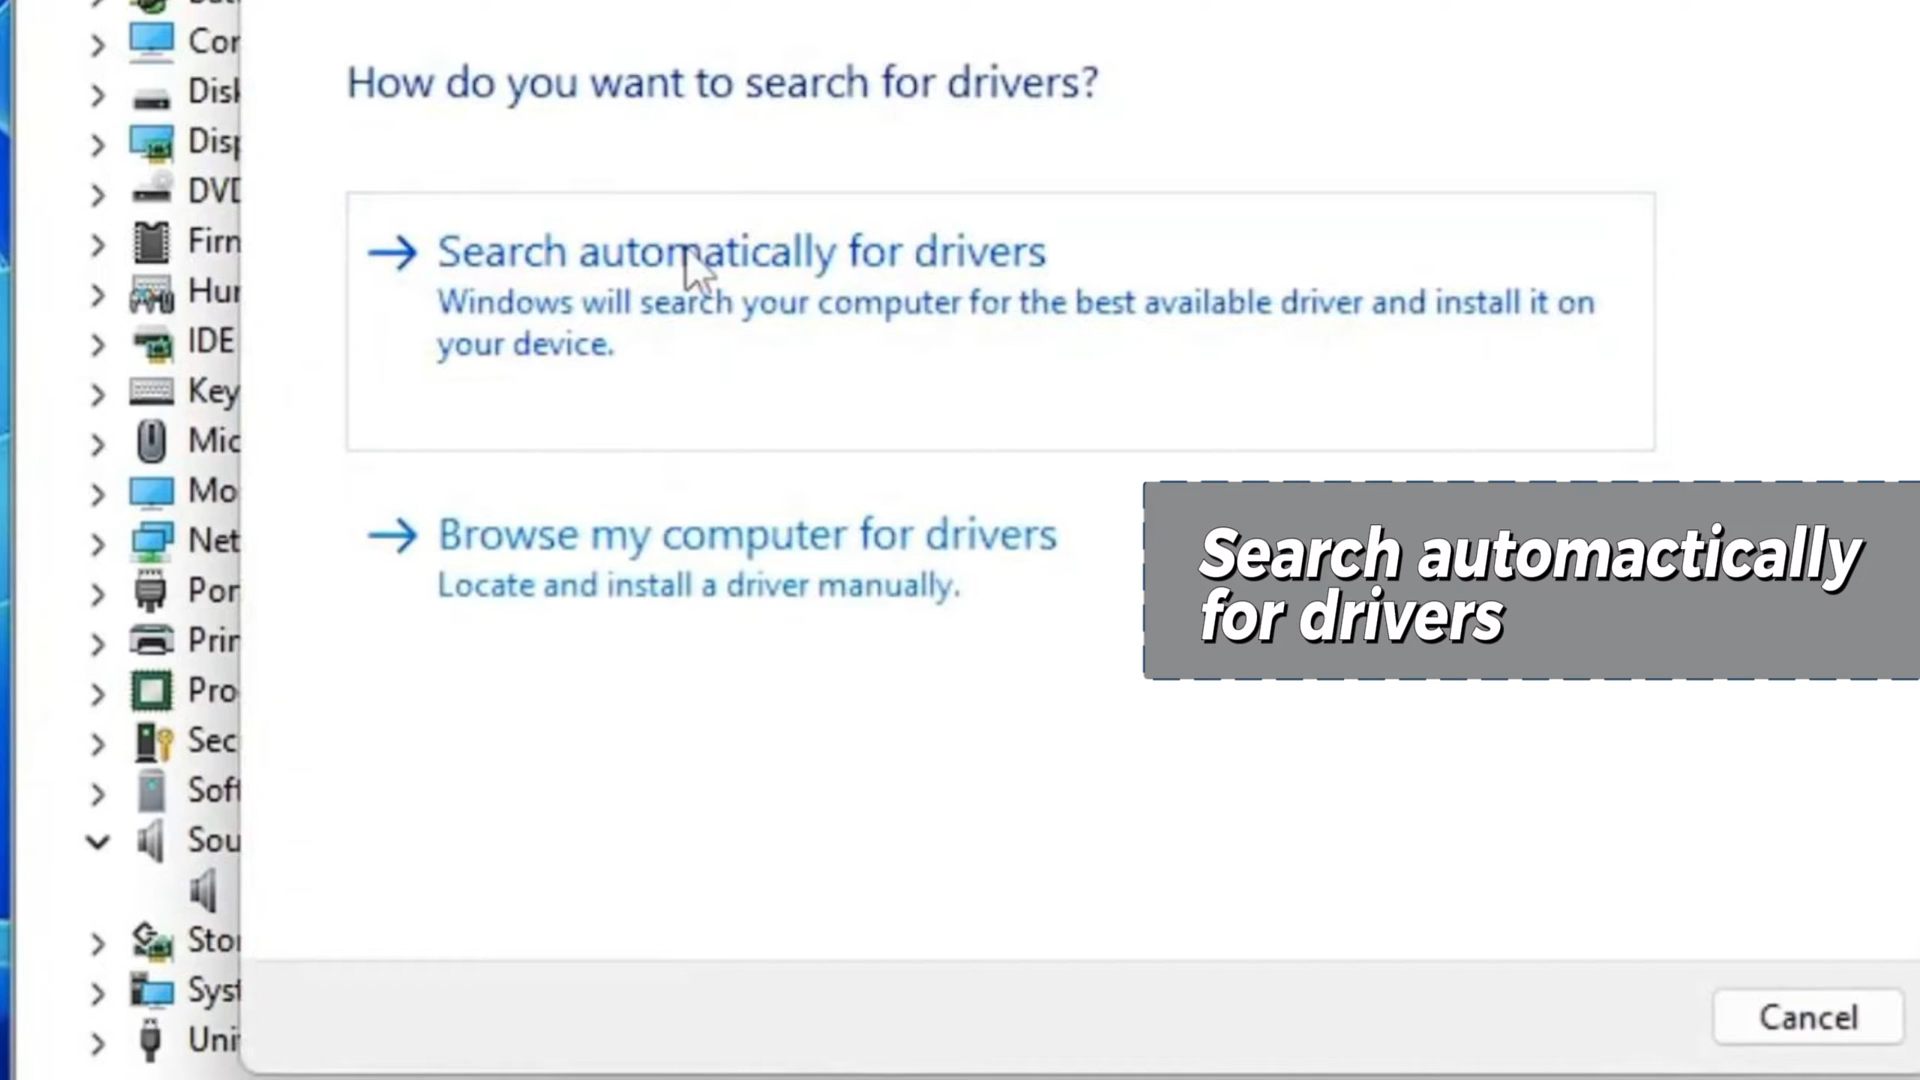 Cor
Disk
Disp
DVD
Firn
Hur
IDE
Key
Mic
Mo
Net
Por
Prin
Pro
Sec
Soft
Sou
Stor
Syst
Uni
How do you want to search for drivers?
Search automatically for drivers
Windows will search your computer for the best available driver and install it on
your device.
Browse my computer for drivers
Locate and install a driver manually.
Search automactically
for drivers
Cancel